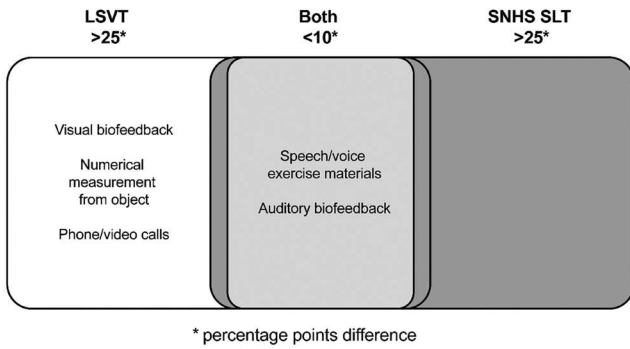 LSVT
>25*
Both
<10*
SNHS SLT
>25*
Visual biofeedback
Numerical
measurement
from object
Phone/video calls
Speech/voice
exercise materials
Auditory biofeedback
* percentage points difference